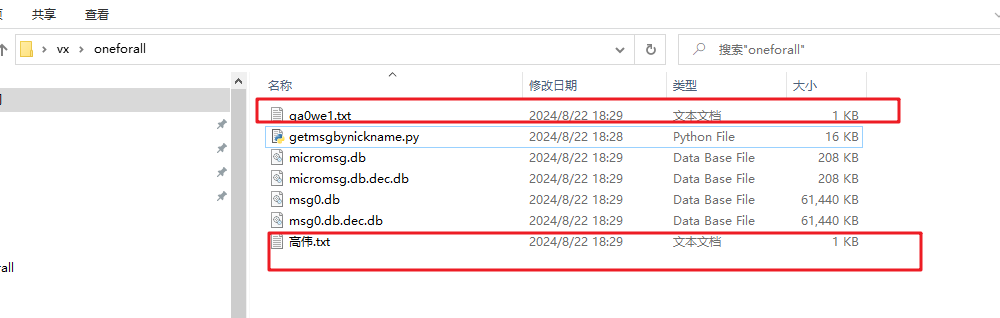 共享 查看
vx › oneforall 搜索"oneforall"
名称 修改日期 类型 大小
ga0we1.txt 2024/8/22 18:29 文本文档 1 KB
getmsgbynickname.py 2024/8/22 18:28 Python File 16 KB
micromsg.db 2024/8/22 18:29 Data Base File 208 KB
micromsg.db.dec.db 2024/8/22 18:29 Data Base File 208 KB
msg0.db 2024/8/22 18:29 Data Base File 61,440 KB
msg0.db.dec.db 2024/8/22 18:29 Data Base File 61,440 KB
高伟.txt 2024/8/22 18:29 文本文档 1 KB